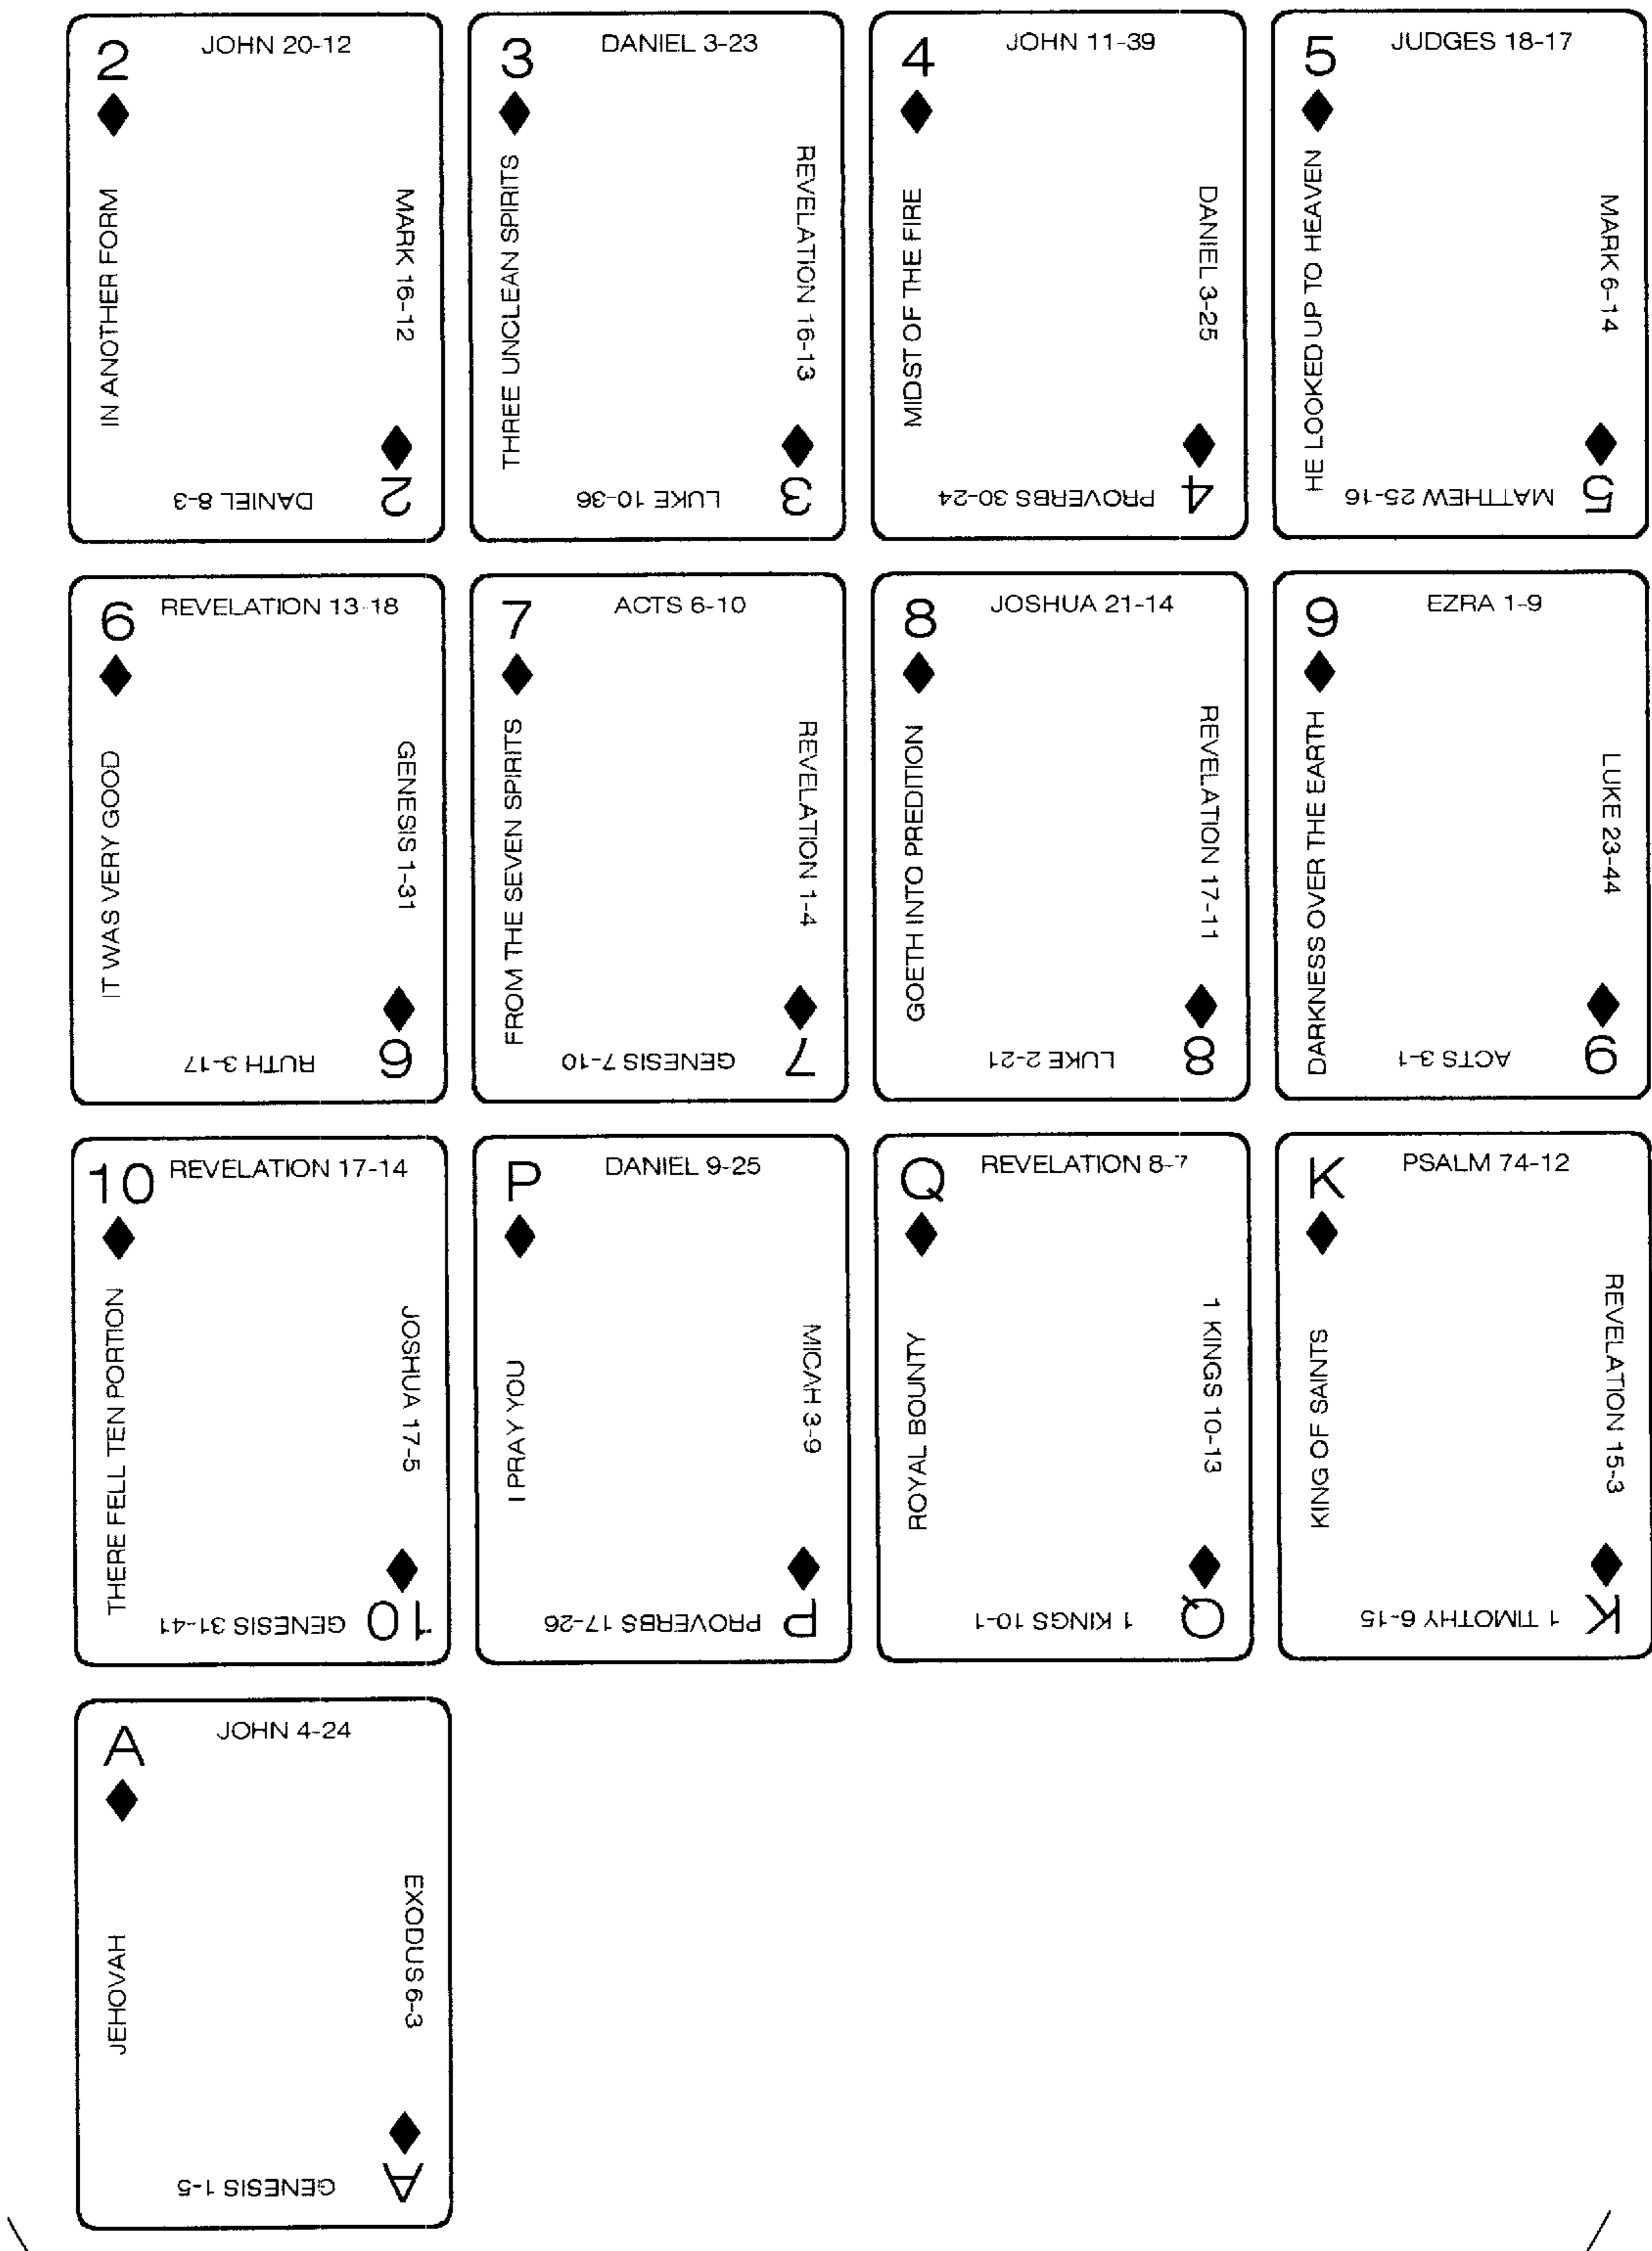 2
JOHN 20-12
IN ANOTHER FORM
MARK 16-12
DANIEL 8-3
2
3
DANIEL 3-23
THREE UNCLEAN SPIRITS
REVELATION 16-13
LUKE 10-36
3
4
JOHN 11-39
MIDST OF THE FIRE
DANIEL 3-25
PROVERBS 30-24
4
5
JUDGES 18-17
HE LOOKED UP TO HEAVEN
MARK 6-14
MATTHEW 25-16
5
6
REVELATION 13-18
IT WAS VERY GOOD
GENESIS 1-31
RUTH 3-17
6
7
ACTS 6-10
FROM THE SEVEN SPIRITS
REVELATION 1-4
GENESIS 7-10
7
8
JOSHUA 21-14
GOETH INTO PREDITION
REVELATION 17-11
LUKE 2-21
8
9
EZRA 1-9
DARKNESS OVER THE EARTH
LUKE 23-44
ACTS 3-1
9
10
REVELATION 17-14
THERE FELL TEN PORTION
JOSHUA 17-5
GENESIS 31-41
10
P
DANIEL 9-25
I PRAY YOU
MICAH 3-9
PROVERBS 17-26
P
Q
REVELATION 8-7
ROYAL BOUNTY
1 KINGS 10-13
1 KINGS 10-1
Q
K
PSALM 74-12
KING OF SAINTS
REVELATION 15-3
1 TIMOTHY 6-15
K
A
JOHN 4-24
JEHOVAH
EXODUS 6-3
GENESIS 1-5
A